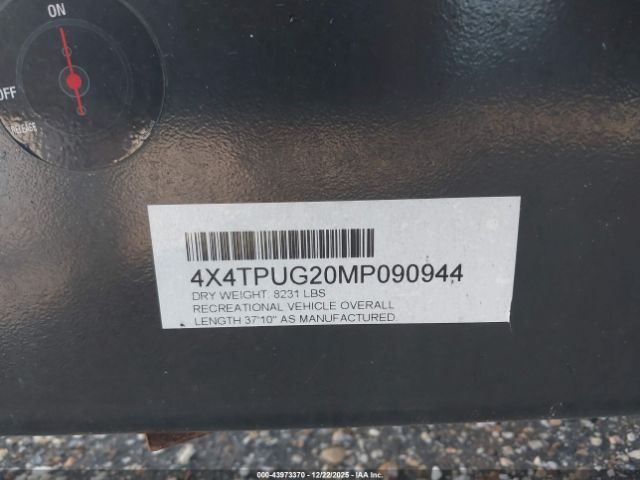 ON
OFF
RELEASE
4X4TPUG20MP090944
DRY WEIGHT: 8231 LBS
RECREATIONAL VEHICLE OVERALL
LENGTH 37'10" AS MANUFACTURED.
000-43973370 • 12/22/2025 • IAA Inc.